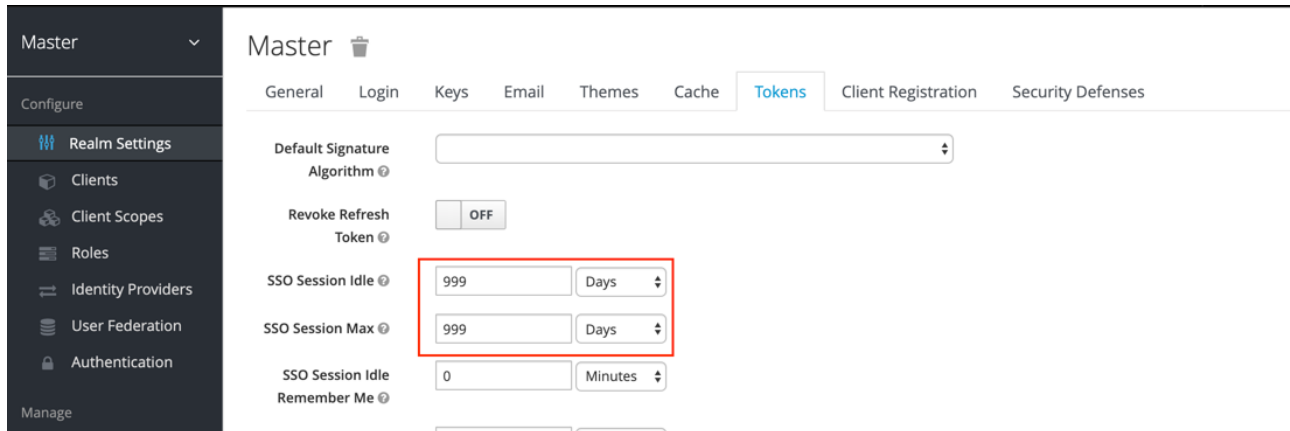 Master
Configure
Realm Settings
Clients
Client Scopes
Roles
Identity Providers
User Federation
Authentication
Manage
Master
General Login Keys Email Themes Cache Tokens Client Registration Security Defenses
Default Signature
Algorithm
Revoke Refresh
Token
OFF
SSO Session Idle 999 Days
SSO Session Max 999 Days
SSO Session Idle
Remember Me
0 Minutes